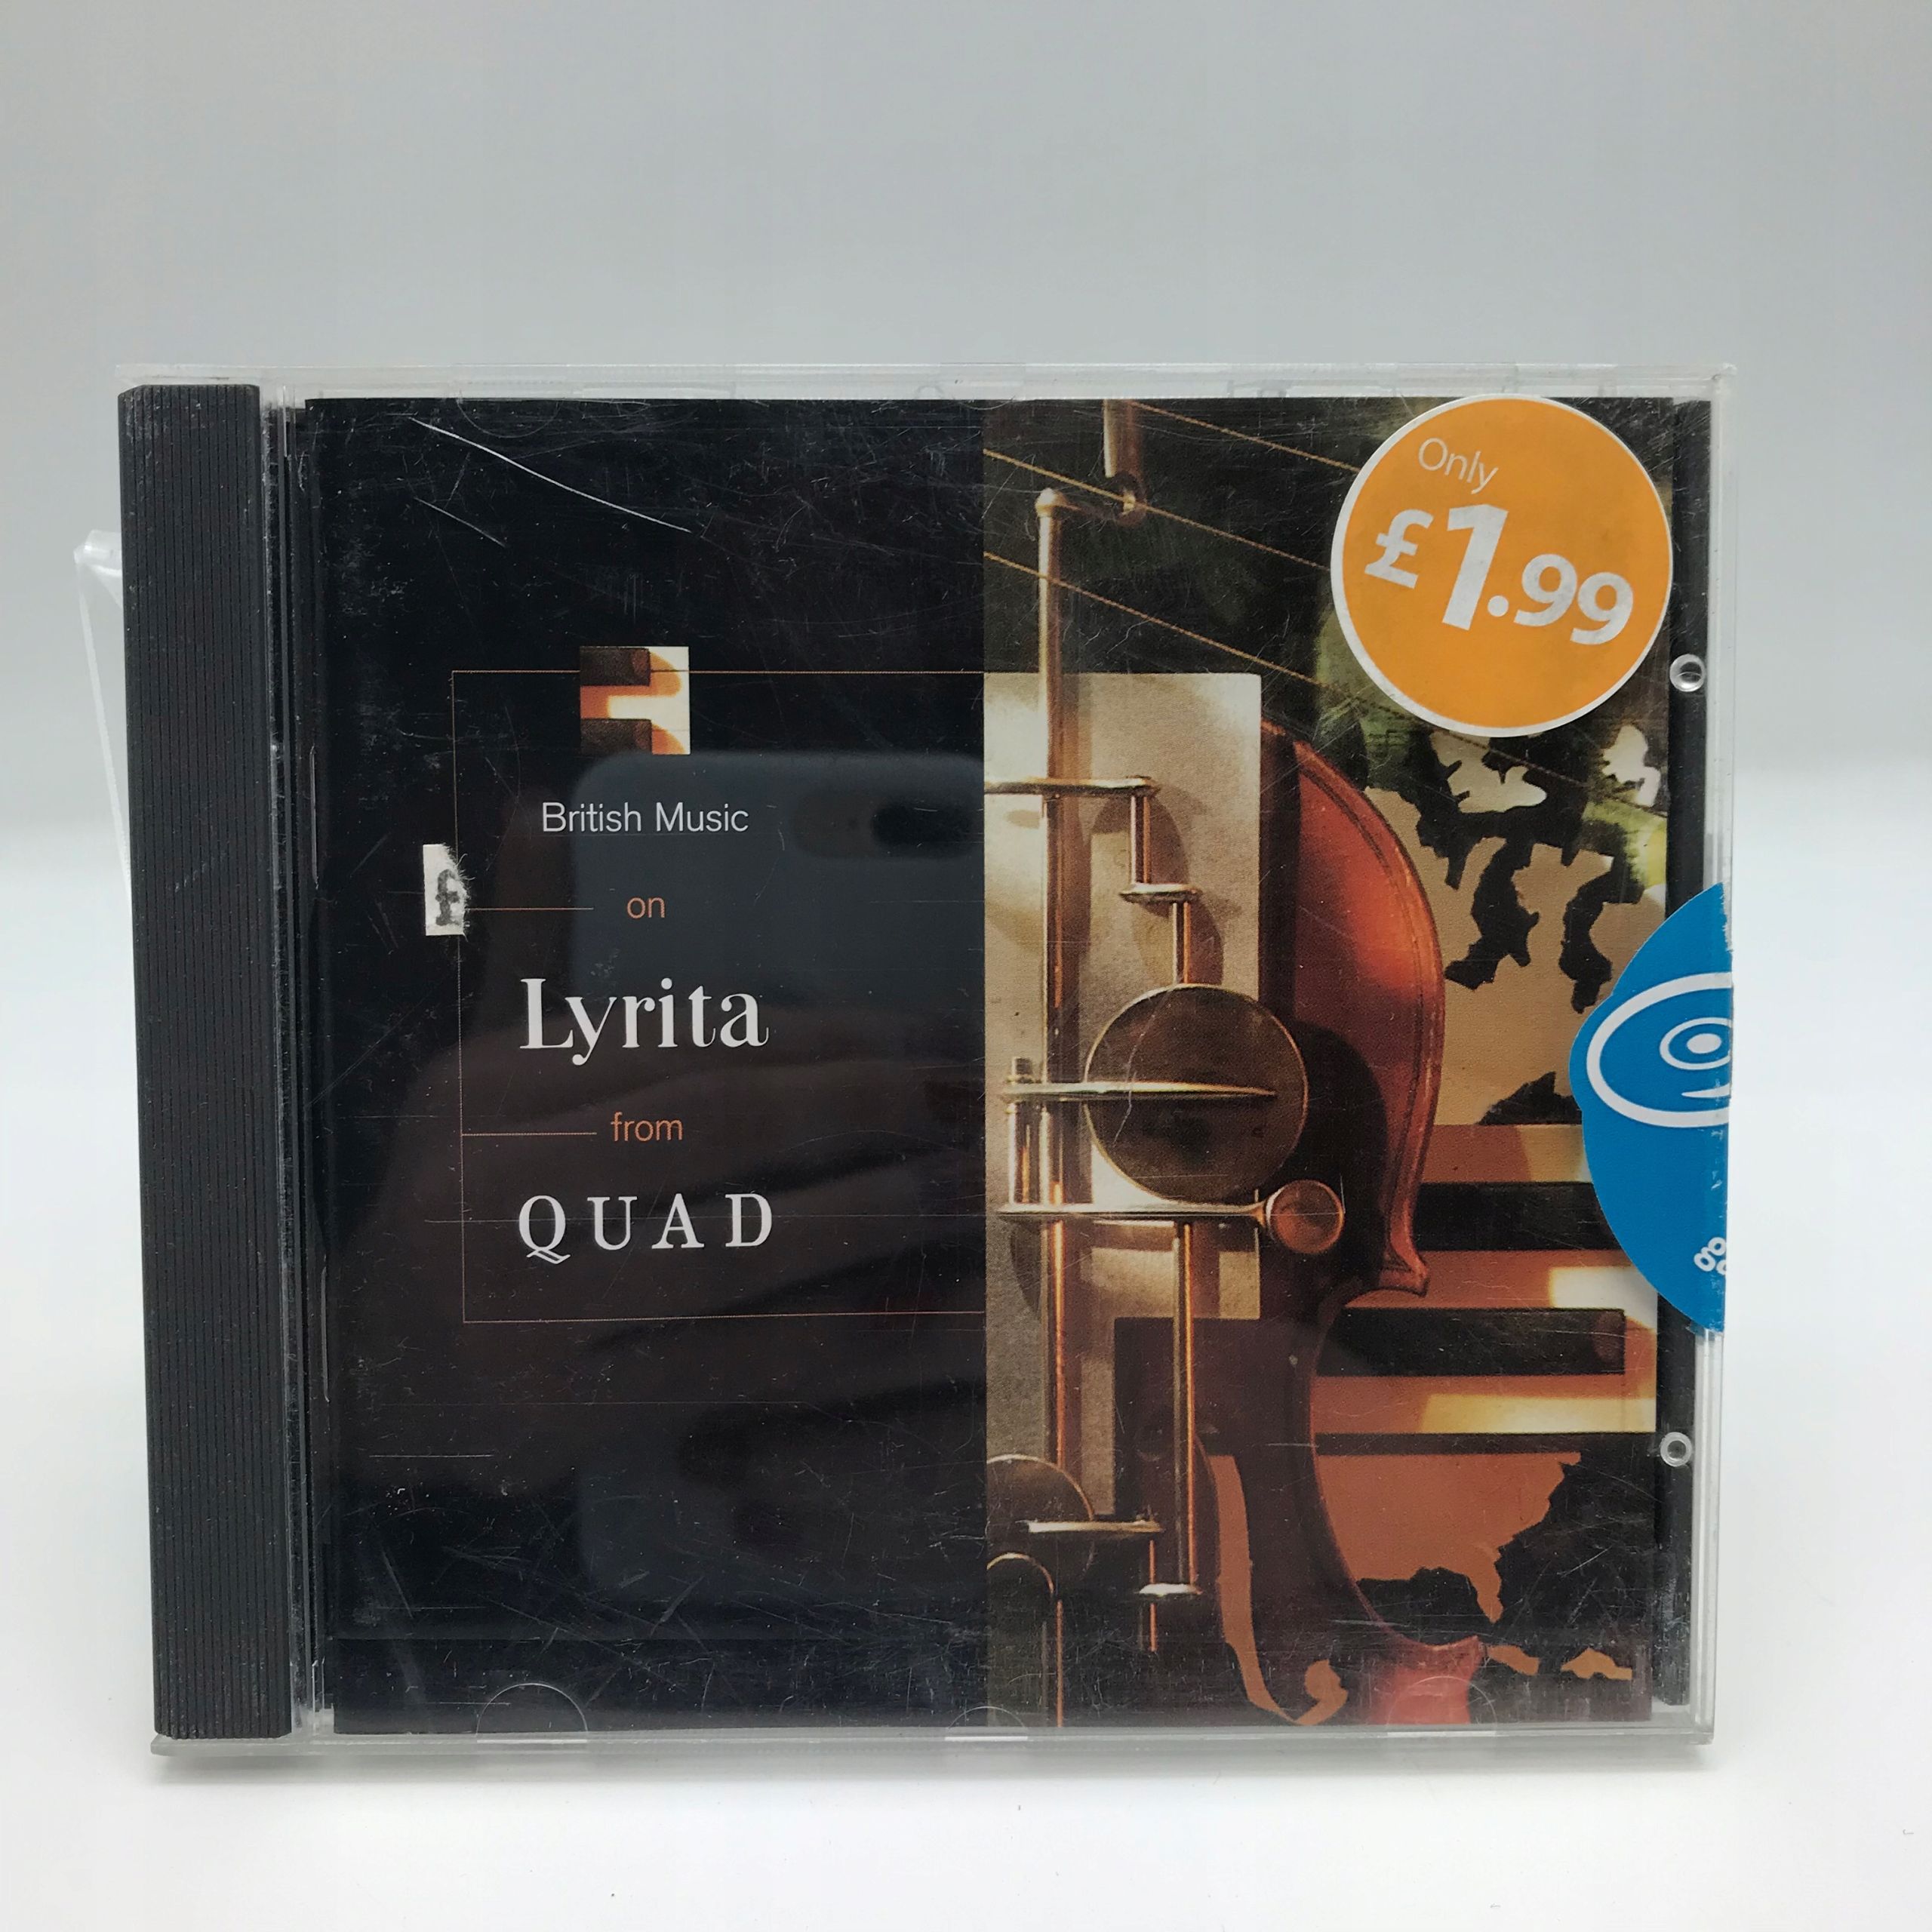 Only
£1.99
British Music
£
on
Lyrita
from
QUAD